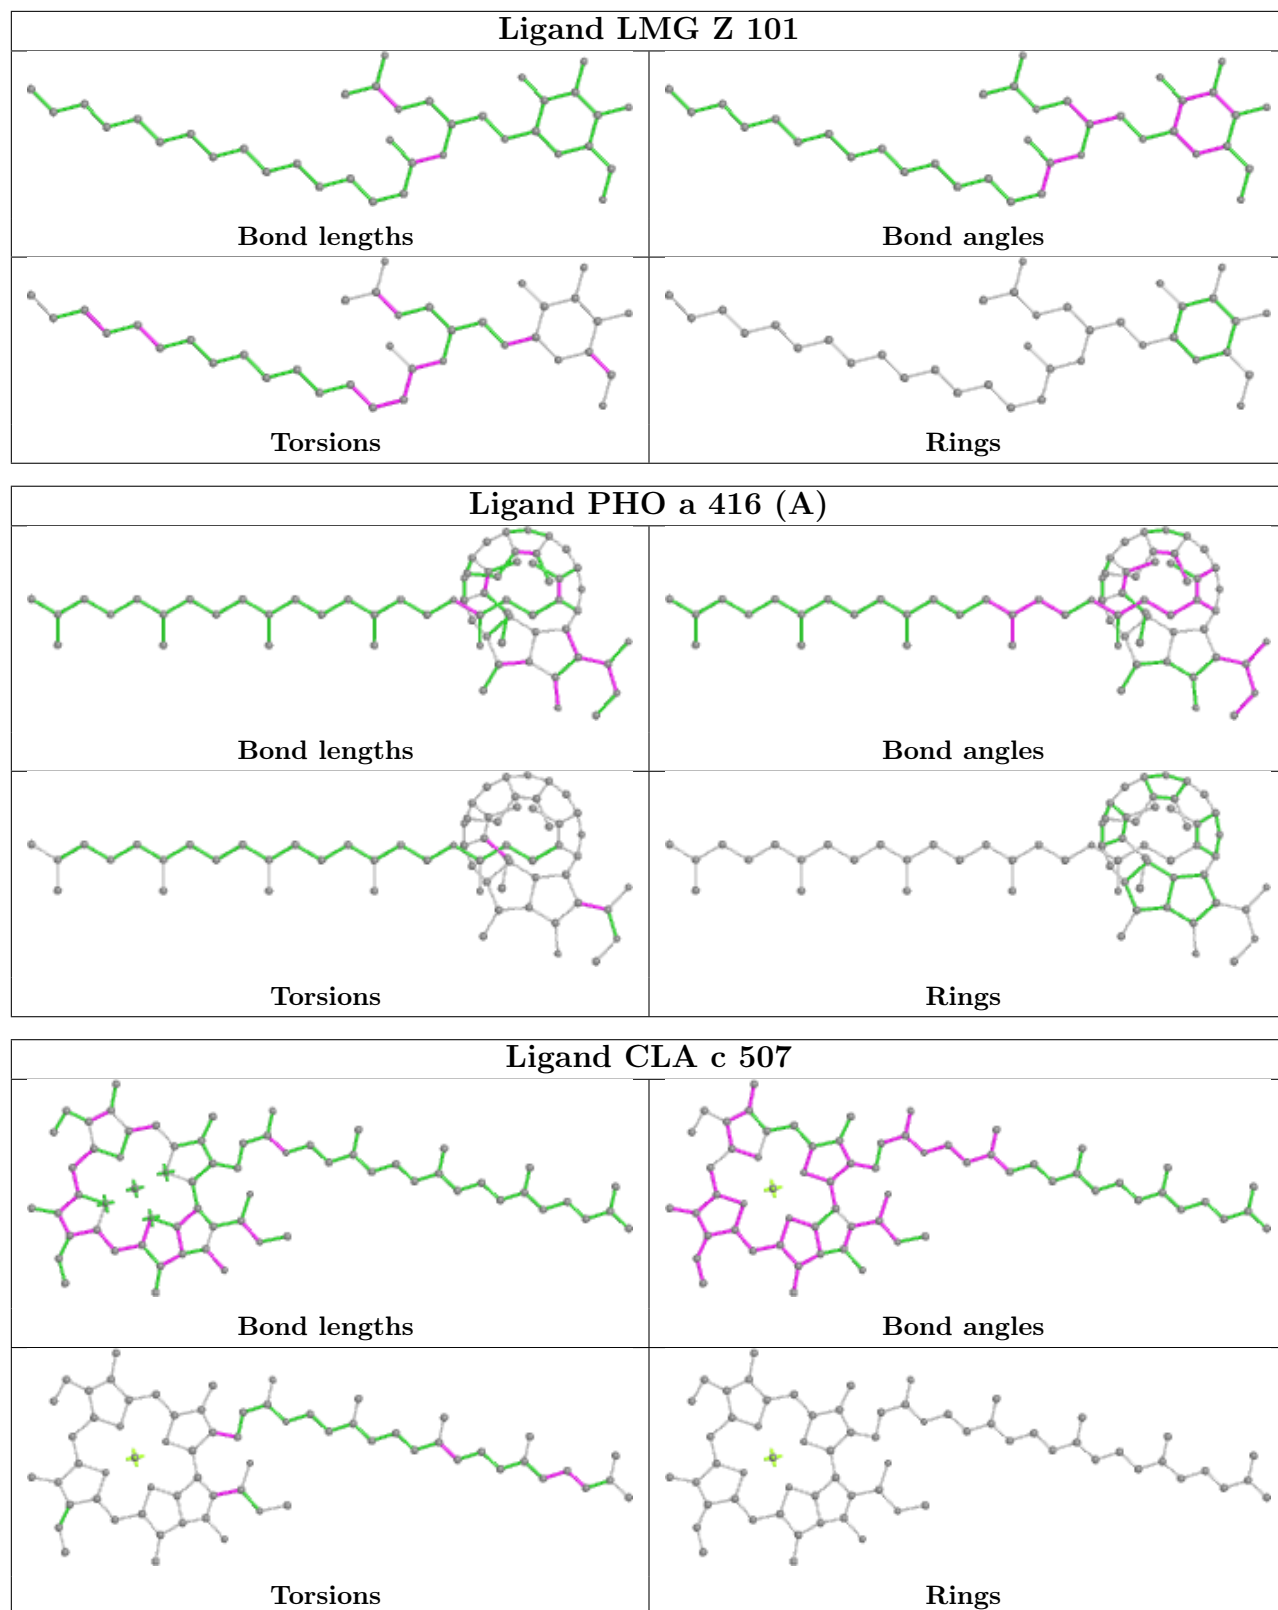 Ligand LMG Z 101
Bond lengths
Bond angles
Torsions
Rings
Ligand PHO a 416 (A)
Bond lengths
Bond angles
Torsions
Rings
Ligand CLA c 507
Bond lengths
Bond angles
Torsions
Rings